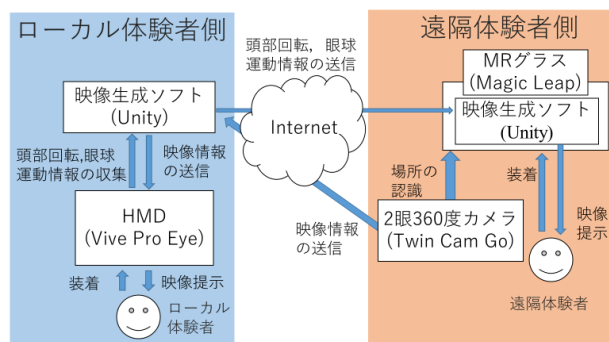 ローカル体験者側
映像生成ソフト
(Unity)
頭部回転,眼球
運動情報の収集
映像情報
の送信
HMD
(Vive Pro Eye)
装着
映像提示
ローカル
体験者
頭部回転，眼球
運動情報の送信
Internet
映像情報
の送信
遠隔体験者側
MRグラス
(Magic Leap)
映像生成ソフト
(Unity)
場所の
認識
装着
映像
提示
2眼360度カメラ
(Twin Cam Go)
遠隔体験者